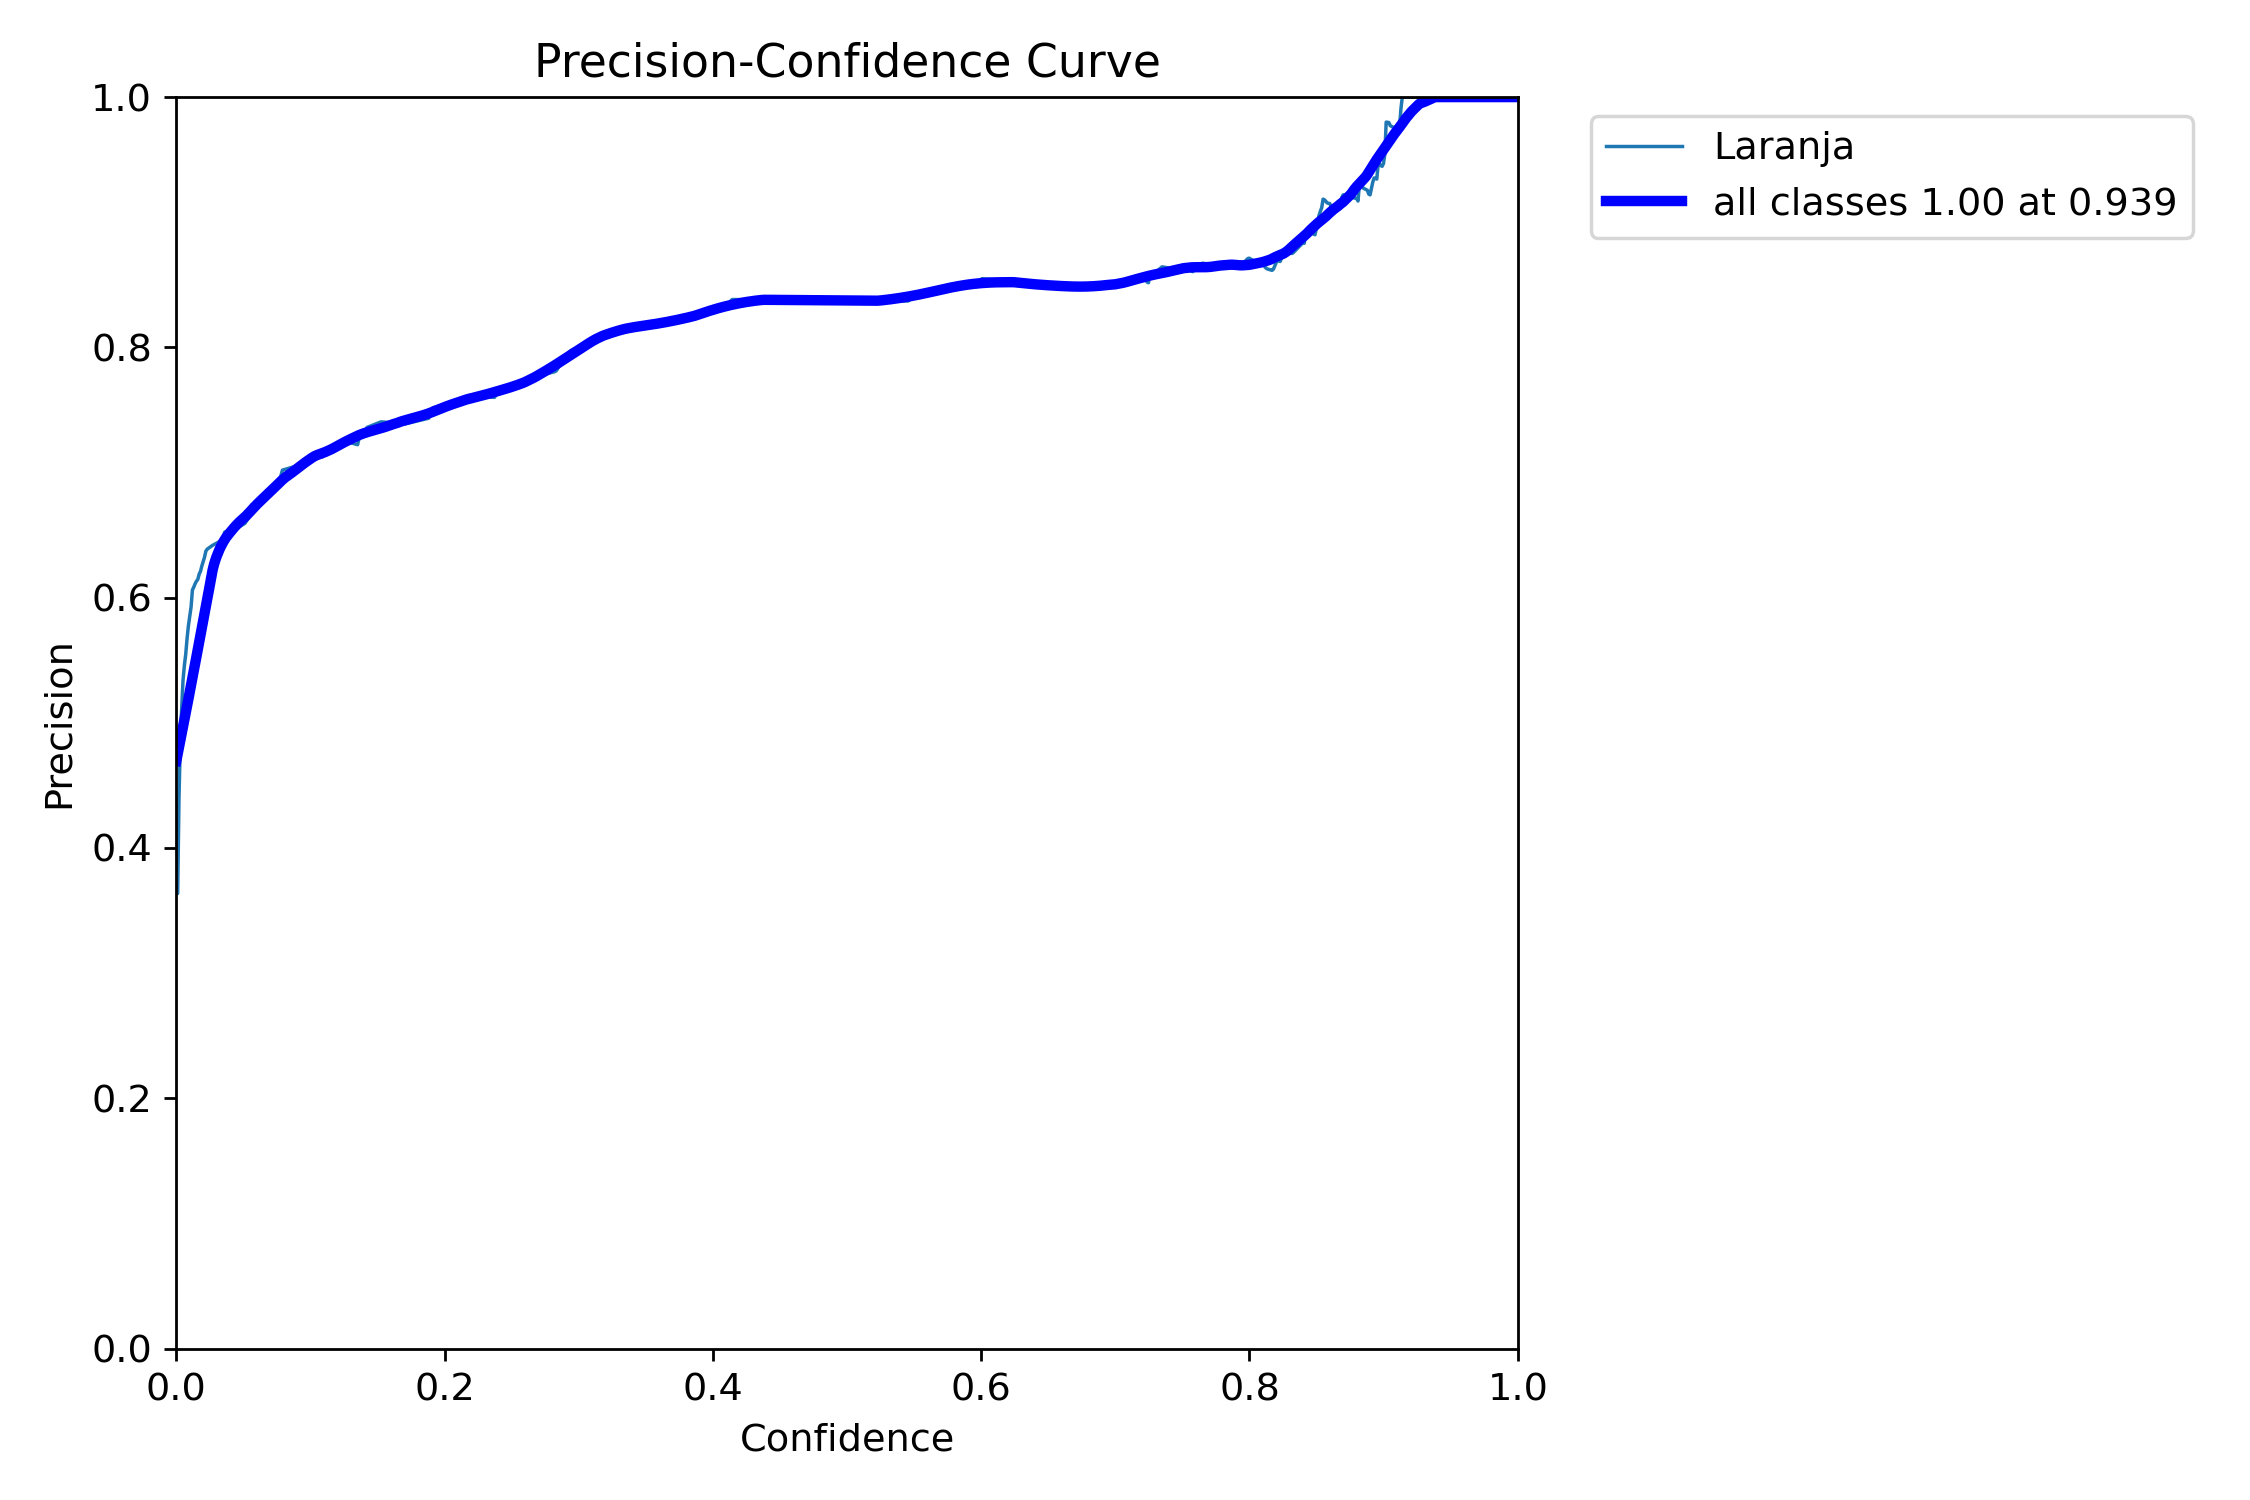 Precision-Confidence Curve
1.0
0.8
0.6
0.4
0.2
0.0
Precision
0.0 0.2 0.4 0.6 0.8 1.0
Confidence
Laranja
all classes 1.00 at 0.939